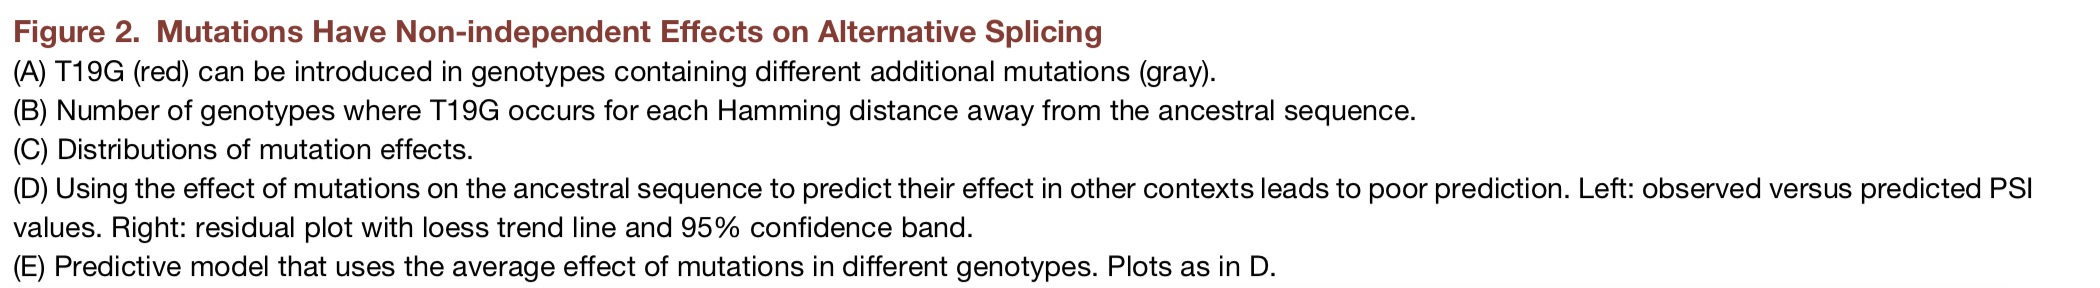 Figure 2. Mutations Have Non-independent Effects on Alternative Splicing
(A) T19G (red) can be introduced in genotypes containing different additional mutations (gray).
(B) Number of genotypes where T19G occurs for each Hamming distance away from the ancestral sequence.
(C) Distributions of mutation effects.
(D) Using the effect of mutations on the ancestral sequence to predict their effect in other contexts leads to poor prediction. Left: observed versus predicted PSI
values. Right: residual plot with loess trend line and 95% confidence band.
(E) Predictive model that uses the average effect of mutations in different genotypes. Plots as in D.